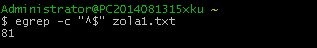 Administrator@PC2014081315xku ~
$ egrep -c "^$" zola1.txt
81